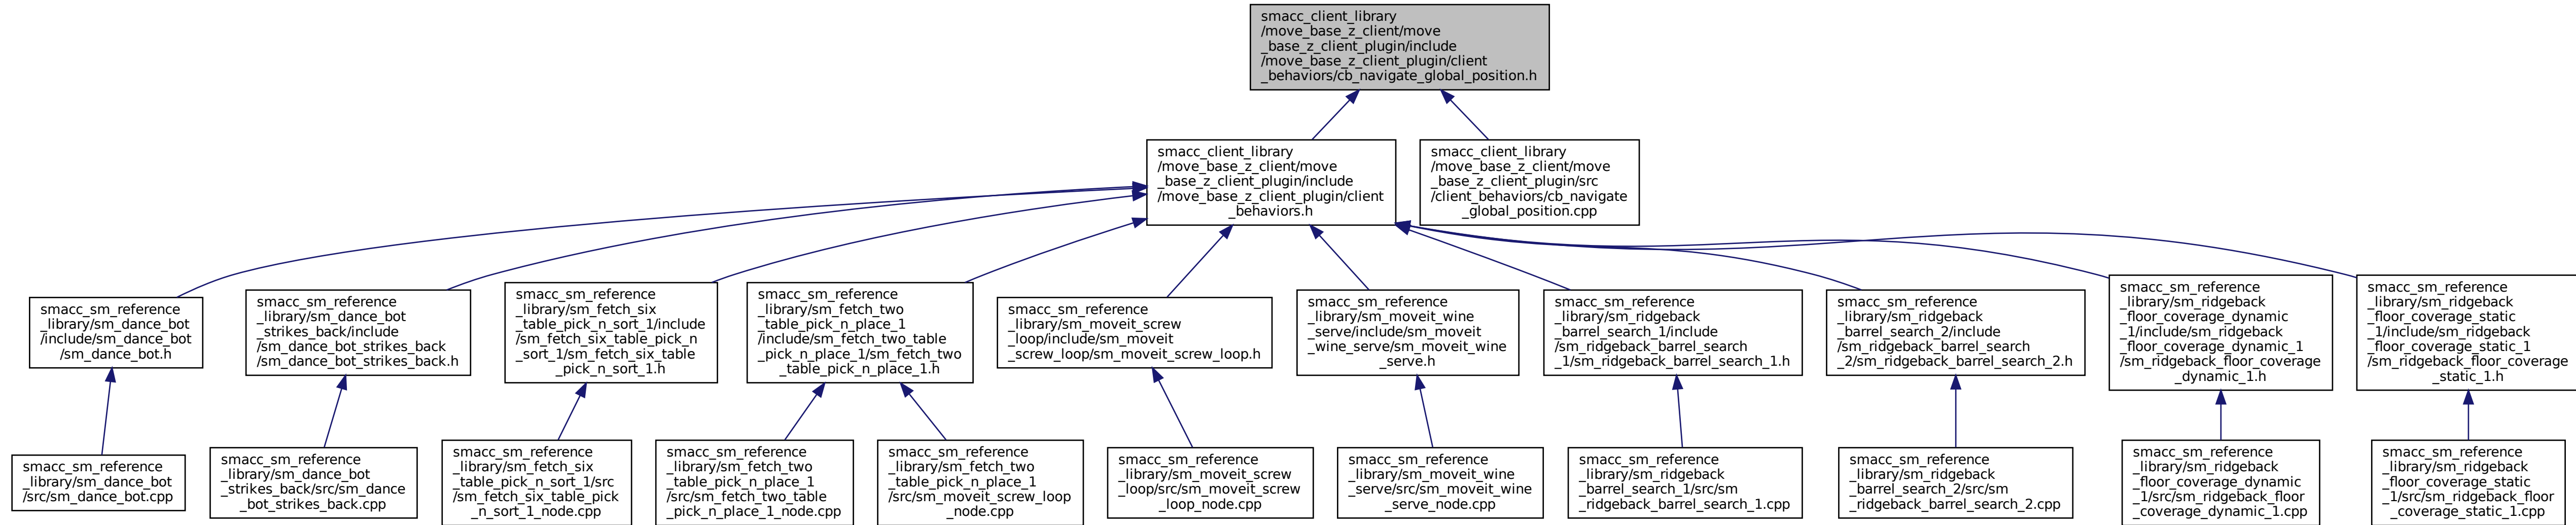 smacc_client_library
/move_base_z_client/move
_base_z_client_plugin/include
/move_base_z_client_plugin/client
_behaviors/cb_navigate_global_position.h
smacc_client_library
/move_base_z_client/move
_base_z_client_plugin/include
/move_base_z_client_plugin/client
_behaviors.h
smacc_client_library
/move_base_z_client/move
_base_z_client_plugin/src
/client_behaviors/cb_navigate
_global_position.cpp
smacc_sm_reference
_library/sm_dance_bot
/include/sm_dance_bot
/sm_dance_bot.h
smacc_sm_reference
_library/sm_dance_bot
_strikes_back/include
/sm_dance_bot_strikes_back
/sm_dance_bot_strikes_back.h
smacc_sm_reference
_library/sm_fetch_six
_table_pick_n_sort_1/include
/sm_fetch_six_table_pick_n
_sort_1/sm_fetch_six_table
_pick_n_sort_1.h
smacc_sm_reference
_library/sm_fetch_two
_table_pick_n_place_1
/include/sm_fetch_two_table
_pick_n_place_1/sm_fetch_two
_table_pick_n_place_1.h
smacc_sm_reference
_library/sm_moveit_screw
_loop/include/sm_moveit
_screw_loop/sm_moveit_screw_loop.h
smacc_sm_reference
_library/sm_moveit_wine
_serve/include/sm_moveit
_wine_serve/sm_moveit_wine
_serve.h
smacc_sm_reference
_library/sm_ridgeback
_barrel_search_1/include
/sm_ridgeback_barrel_search
_1/sm_ridgeback_barrel_search_1.h
smacc_sm_reference
_library/sm_ridgeback
_barrel_search_2/include
/sm_ridgeback_barrel_search
_2/sm_ridgeback_barrel_search_2.h
smacc_sm_reference
_library/sm_ridgeback
_floor_coverage_dynamic
_1/include/sm_ridgeback
_floor_coverage_dynamic_1
/sm_ridgeback_floor_coverage
_dynamic_1.h
smacc_sm_reference
_library/sm_ridgeback
_floor_coverage_static
_1/include/sm_ridgeback
_floor_coverage_static_1
/sm_ridgeback_floor_coverage
_static_1.h
smacc_sm_reference
_library/sm_dance_bot
/src/sm_dance_bot.cpp
smacc_sm_reference
_library/sm_dance_bot
_strikes_back/src/sm_dance
_bot_strikes_back.cpp
smacc_sm_reference
_library/sm_fetch_six
_table_pick_n_sort_1/src
/sm_fetch_six_table_pick
_n_sort_1_node.cpp
smacc_sm_reference
_library/sm_fetch_two
_table_pick_n_place_1
/src/sm_fetch_two_table
_pick_n_place_1_node.cpp
smacc_sm_reference
_library/sm_fetch_two
_table_pick_n_place_1
/src/sm_moveit_screw_loop
_node.cpp
smacc_sm_reference
_library/sm_moveit_screw
_loop/src/sm_moveit_screw
_loop_node.cpp
smacc_sm_reference
_library/sm_moveit_wine
_serve/src/sm_moveit_wine
_serve_node.cpp
smacc_sm_reference
_library/sm_ridgeback
_barrel_search_1/src/sm
_ridgeback_barrel_search_1.cpp
smacc_sm_reference
_library/sm_ridgeback
_barrel_search_2/src/sm
_ridgeback_barrel_search_2.cpp
smacc_sm_reference
_library/sm_ridgeback
_floor_coverage_dynamic
_1/src/sm_ridgeback_floor
_coverage_dynamic_1.cpp
smacc_sm_reference
_library/sm_ridgeback
_floor_coverage_static
_1/src/sm_ridgeback_floor
_coverage_static_1.cpp